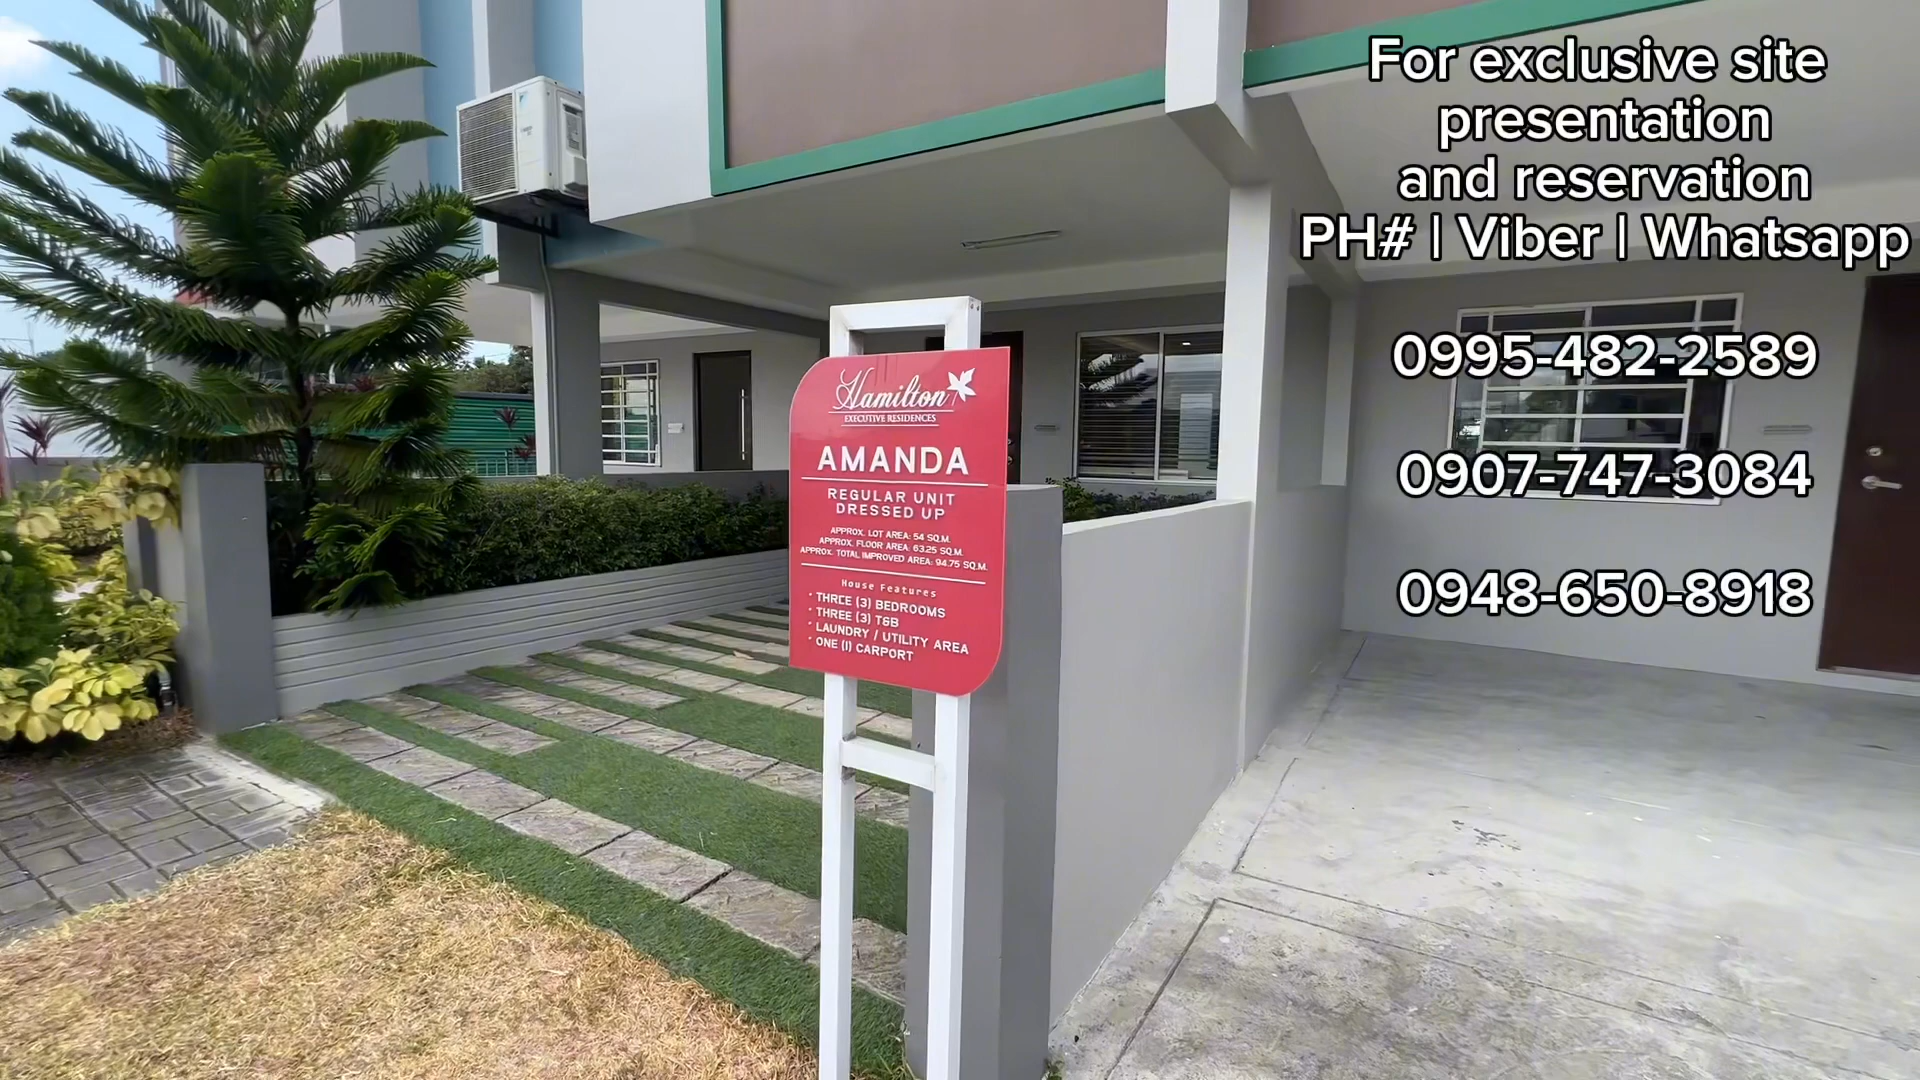 For exclusive site
presentation
and reservation
PH# | Viber | Whatsapp
0995-482-2589
0907-747-3084
0948-650-8918
Hamilton
EXECUTIVE RESIDENCES
AMANDA
REGULAR UNIT
DRESSED UP
APPROX. LOT AREA: 54 SQ.M.
APPROX. FLOOR AREA: 63.25 SQ.M.
APPROX. TOTAL IMPROVED AREA: 94.75 SQ.M.
House Features
· THREE (3) BEDROOMS
· THREE (3) T&B
· LAUNDRY / UTILITY AREA
· ONE (1) CARPORT